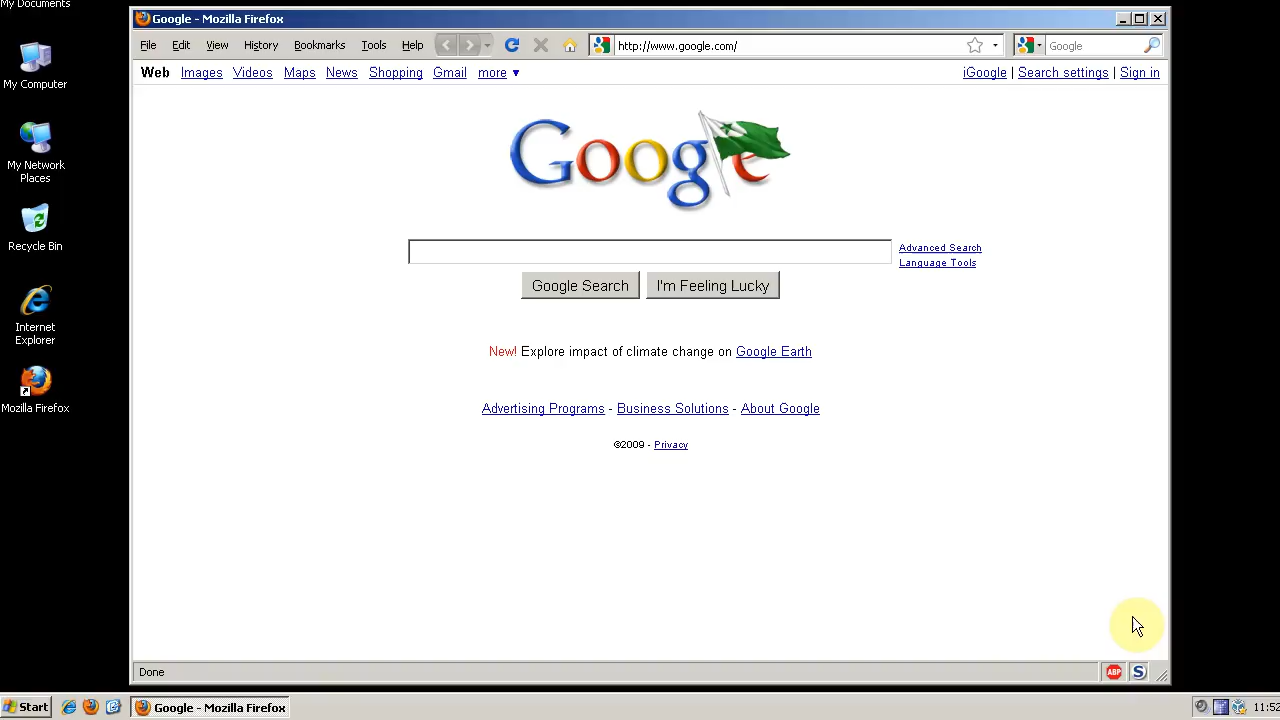 My Documents
Google - Mozilla Firefox
File Edit View History Bookmarks Tools Help http://www.google.com/ Google
My Computer
Web Images Videos Maps News Shopping Gmail more ▼ iGoogle | Search settings | Sign in
Google
My Network
Places
Recycle Bin
Advanced Search
Language Tools
Google Search I'm Feeling Lucky
Internet
Explorer
New! Explore impact of climate change on Google Earth
Mozilla Firefox
Advertising Programs - Business Solutions - About Google
©2009 - Privacy
Done ABP S
Start Google - Mozilla Firefox 11:52